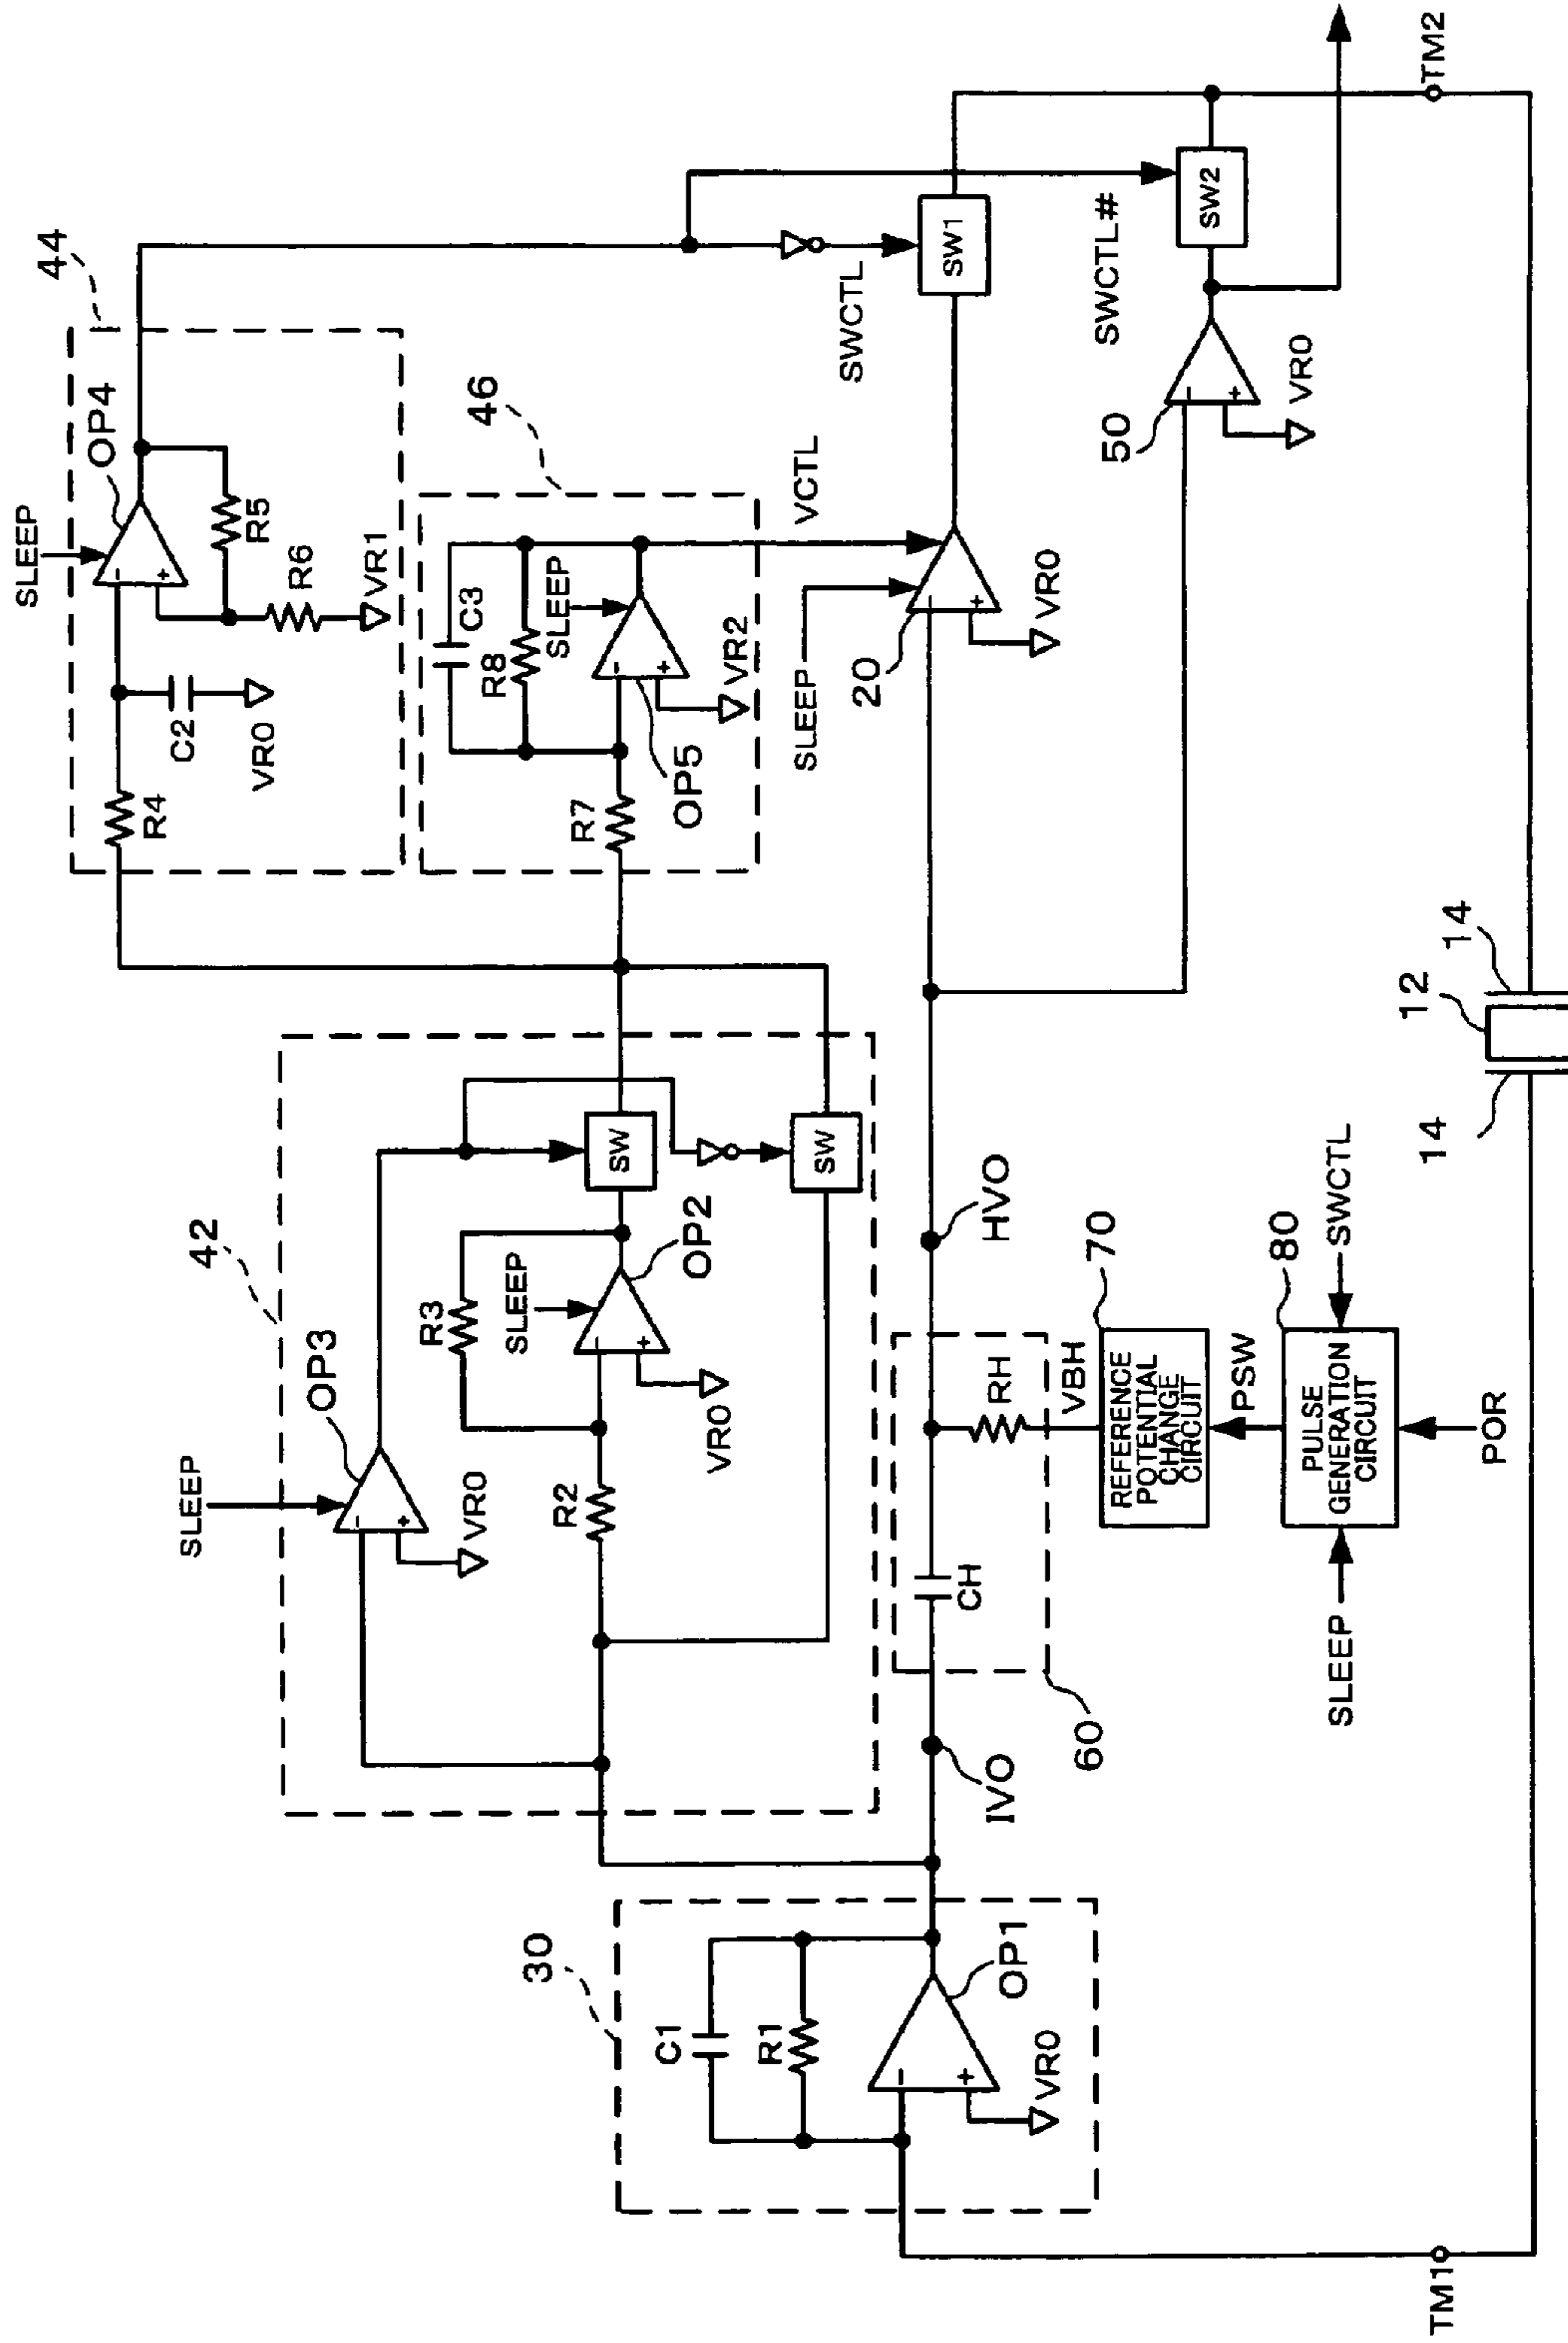 SLEEP
OP4
44
R4
C2
VR0
R5
R6
VR1
-
+
46
C3
R8
SLEEP
R7
OP5
VR2
VCTL
-
+
42
SLEEP
OP3
VR0
-
+
R3
SLEEP
OP2
R2
VR0
-
+
SW
SW
SWCTL
SW1
SWCTL#
SW2
SLEEP
20
VR0
-
+
50
VR0
-
+
TM2
30
C1
R1
OP1
VR0
-
+
IVO
60
CH
RH
HVO
VBH
70
REFERENCE
POTENTIAL
CHANGE
CIRCUIT
PSW
80
PULSE
GENERATION
CIRCUIT
SLEEP
SWCTL
POR
14
12
14
TM1